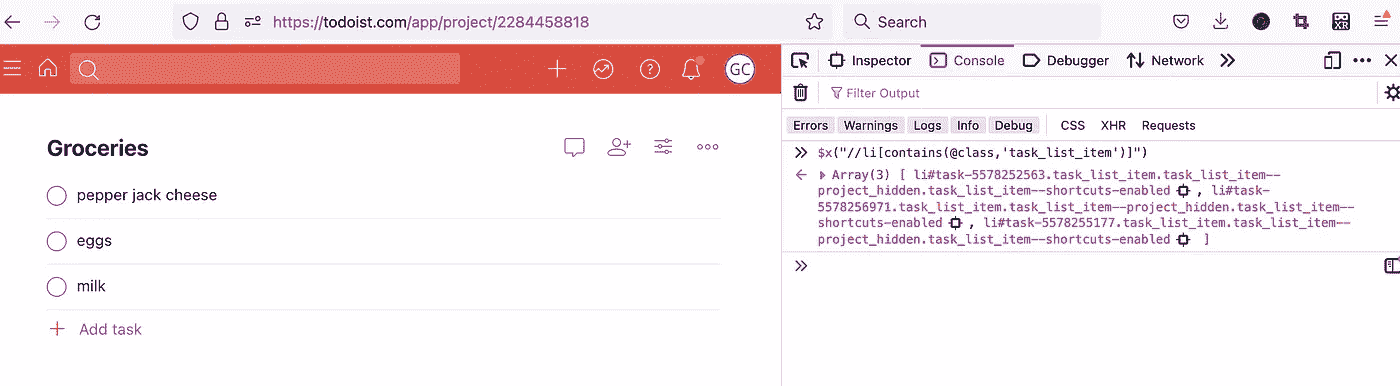 https://todoist.com/app/project/2284458818
Search
XR
GC
Inspector
Console
Debugger
Network
Filter Output
Errors
Warnings
Logs
Info
Debug
CSS
XHR
Requests
Groceries
pepper jack cheese
eggs
milk
Add task
$x("//li[contains(@class,'task_list_item')]")
Array(3) [ li#task-5578252563.task_list_item.task_list_item--
project_hidden.task_list_item--shortcuts-enabled , li#task-
5578256971.task_list_item.task_list_item--project_hidden.task_list_item--
shortcuts-enabled , li#task-5578255177.task_list_item.task_list_item--
project_hidden.task_list_item--shortcuts-enabled ]